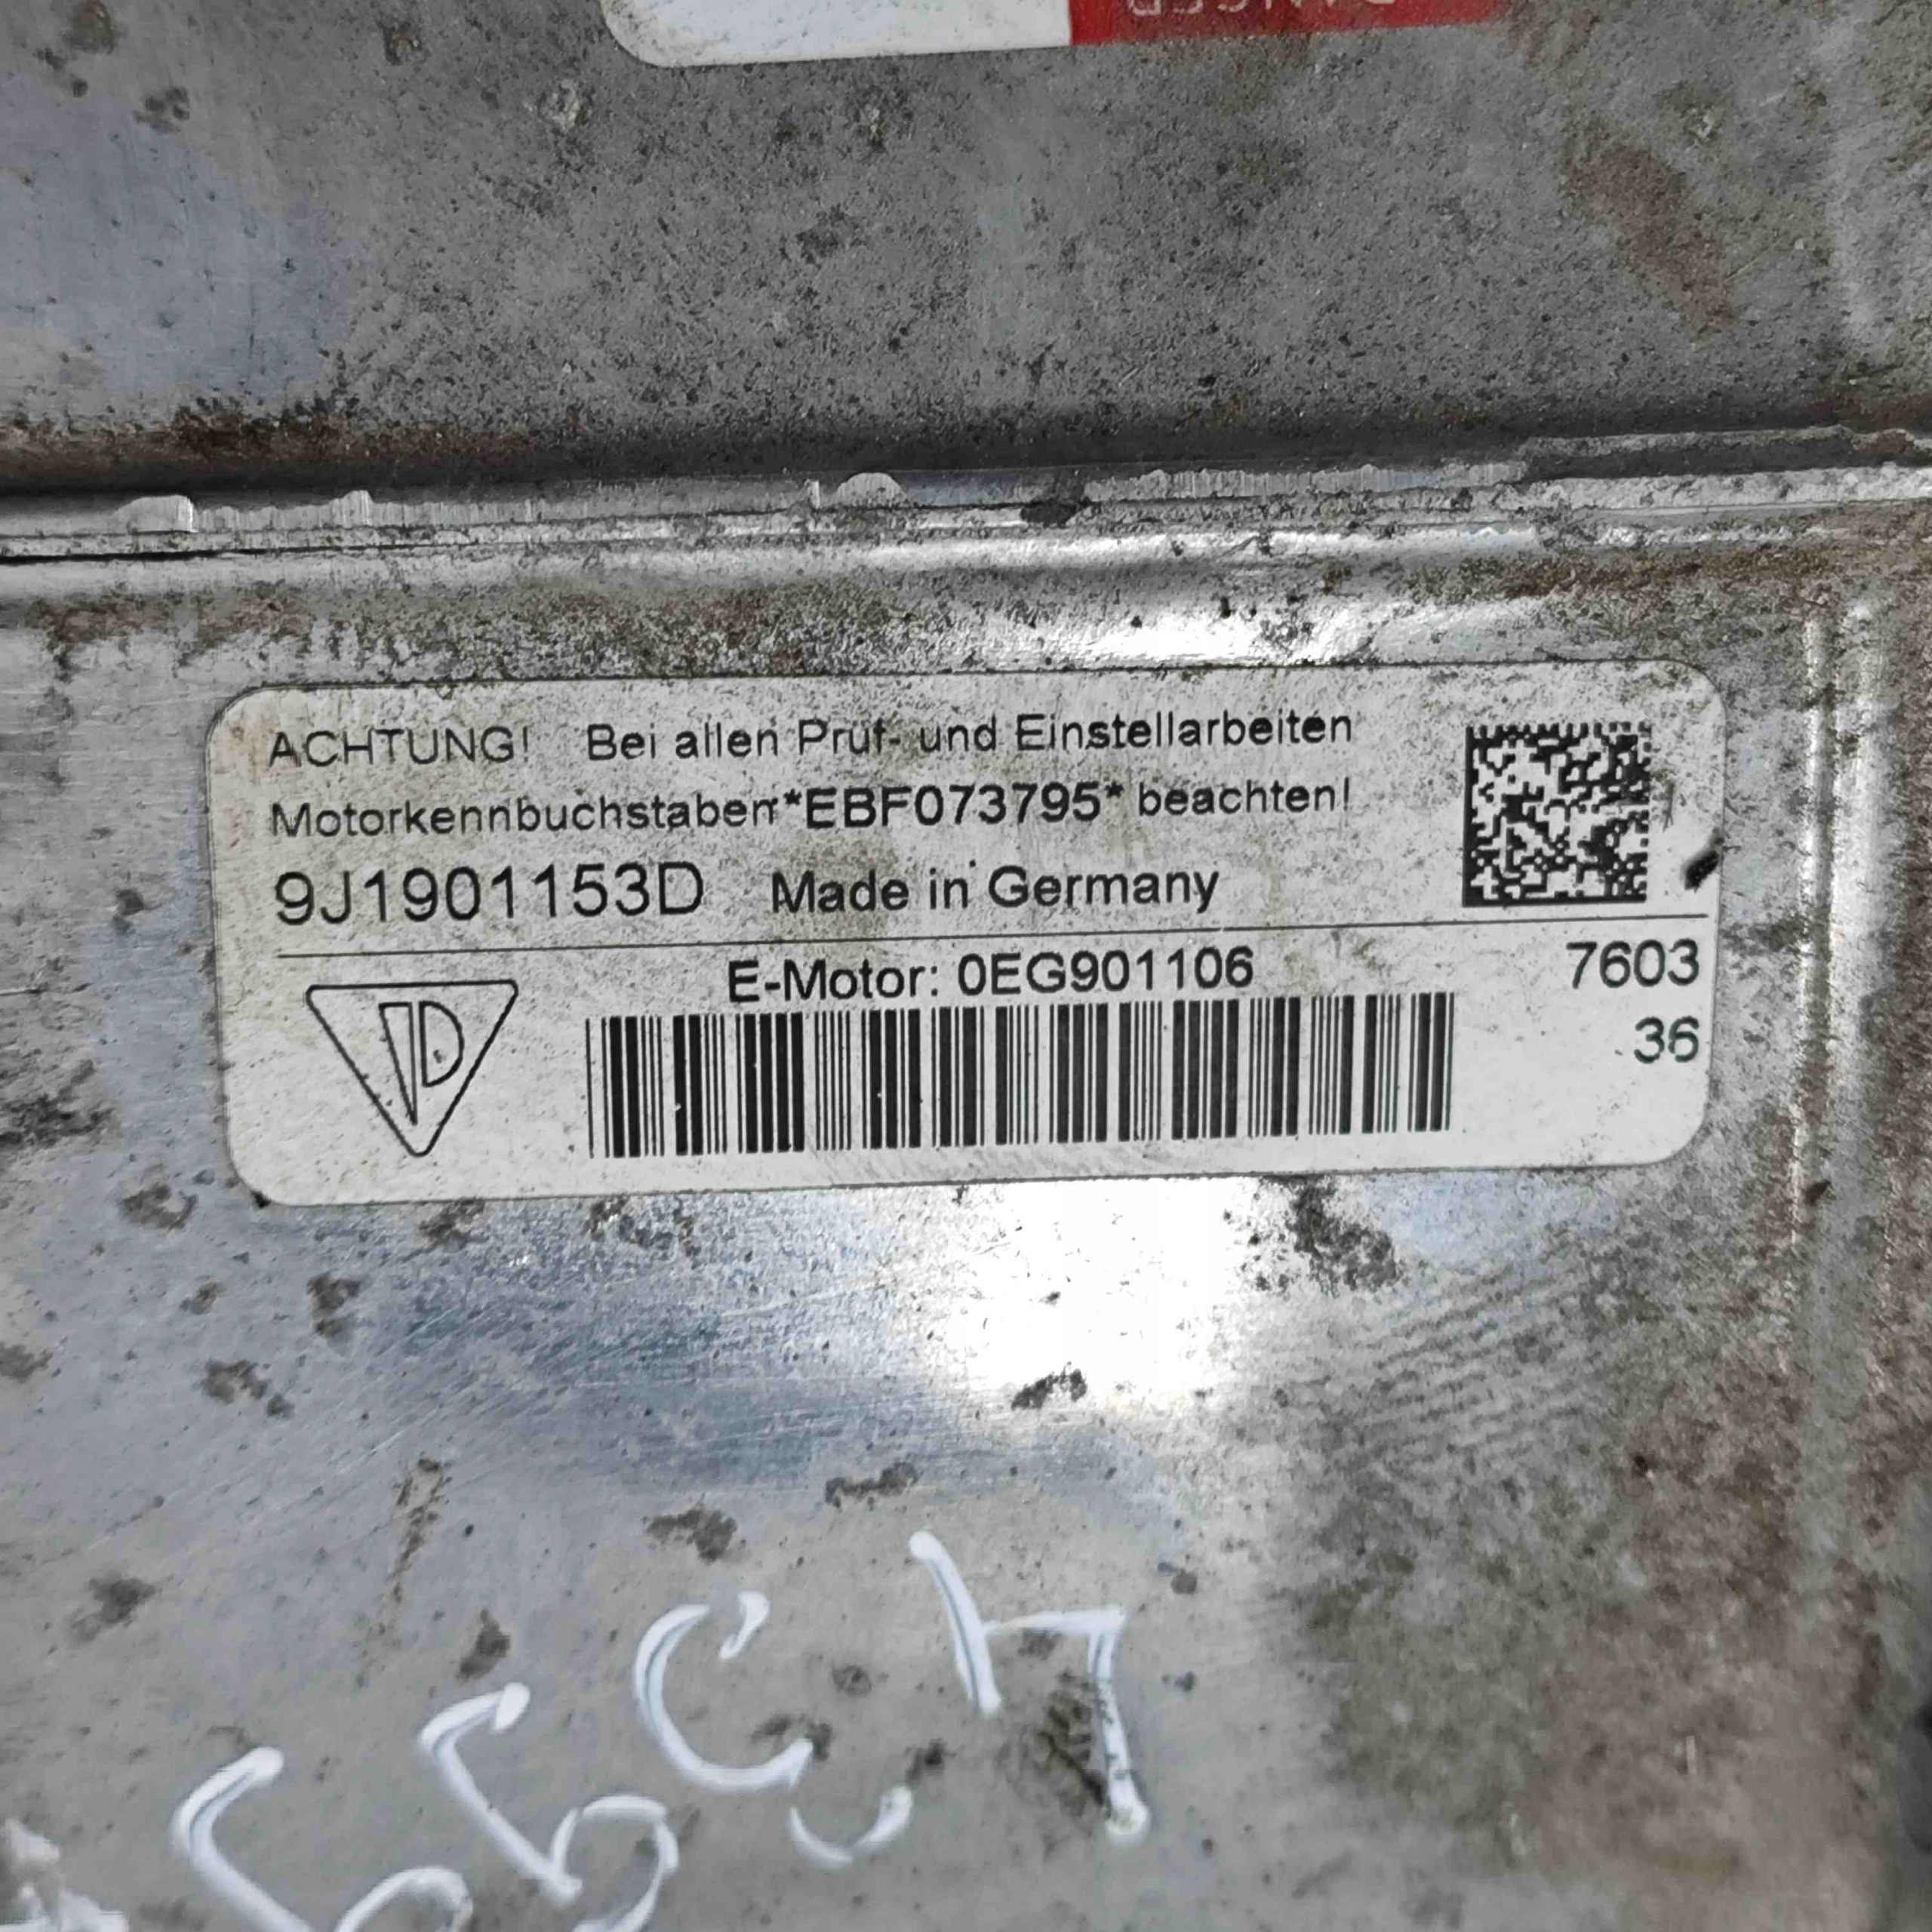 ACHTUNG! Bei allen Prüf- und Einstellarbeiten
Motorkennbuchstaben *EBF073795* beachten!
9J1901153D Made in Germany
E-Motor: 0EG901106 7603
36